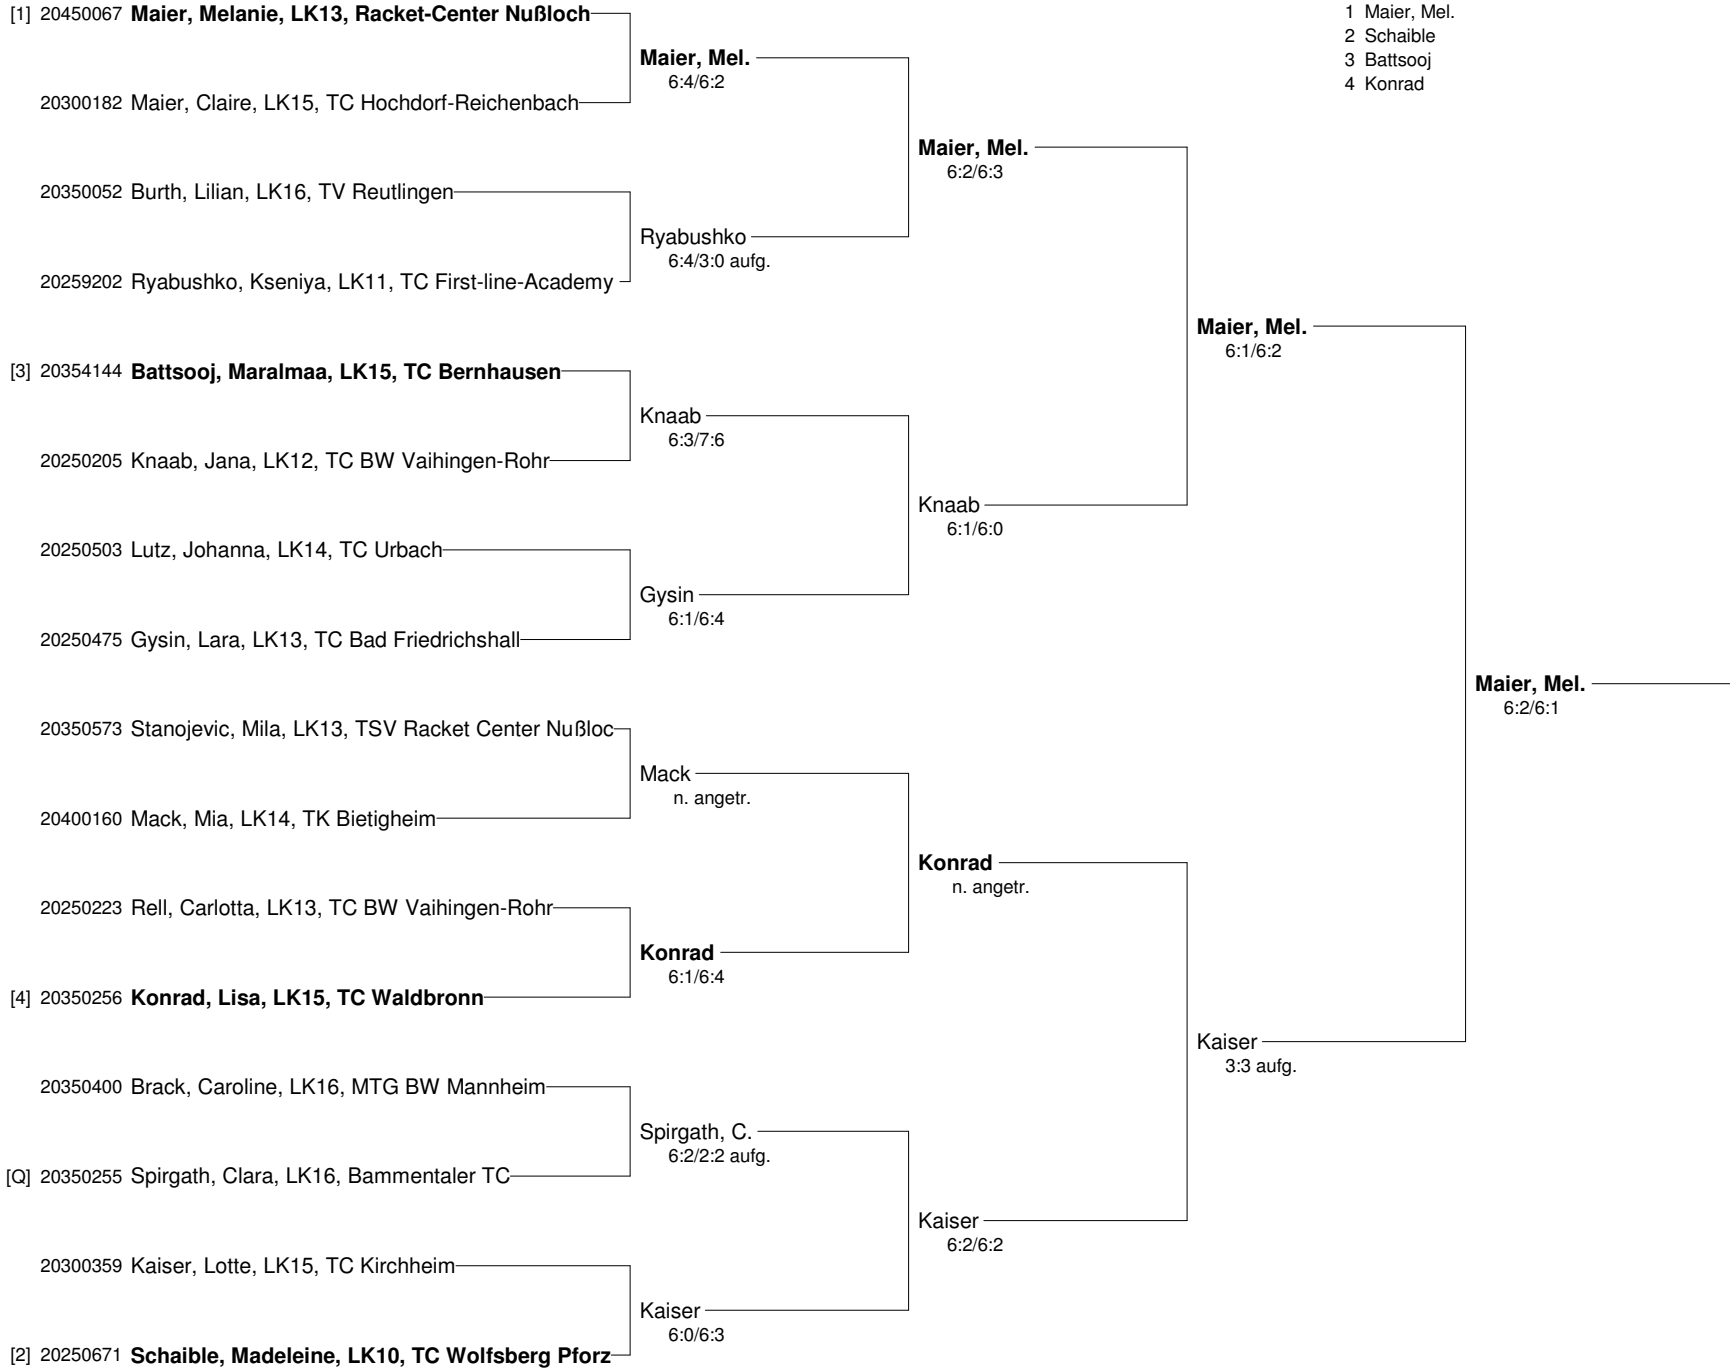 [1] 20450067 Maier, Melanie, LK13, Racket-Center Nußloch
1 Maier, Mel.
2 Schaible
3 Battsooj
4 Konrad
Maier, Mel.
6:4/6:2
20300182 Maier, Claire, LK15, TC Hochdorf-Reichenbach
Maier, Mel.
6:2/6:3
20350052 Burth, Lilian, LK16, TV Reutlingen
Ryabushko
6:4/3:0 aufg.
20259202 Ryabushko, Kseniya, LK11, TC First-line-Academy
Maier, Mel.
6:1/6:2
[3] 20354144 Battsooj, Maralmaa, LK15, TC Bernhausen
Knaab
6:3/7:6
20250205 Knaab, Jana, LK12, TC BW Vaihingen-Rohr
Knaab
6:1/6:0
20250503 Lutz, Johanna, LK14, TC Urbach
Gysin
6:1/6:4
20250475 Gysin, Lara, LK13, TC Bad Friedrichshall
Maier, Mel.
6:2/6:1
20350573 Stanojevic, Mila, LK13, TSV Racket Center Nußloc
Mack
n. angetr.
20400160 Mack, Mia, LK14, TK Bietigheim
Konrad
n. angetr.
20250223 Rell, Carlotta, LK13, TC BW Vaihingen-Rohr
Konrad
6:1/6:4
[4] 20350256 Konrad, Lisa, LK15, TC Waldbronn
Kaiser
3:3 aufg.
20350400 Brack, Caroline, LK16, MTG BW Mannheim
Spirgath, C.
6:2/2:2 aufg.
[Q] 20350255 Spirgath, Clara, LK16, Bammentaler TC
Kaiser
6:2/6:2
20300359 Kaiser, Lotte, LK15, TC Kirchheim
Kaiser
6:0/6:3
[2] 20250671 Schaible, Madeleine, LK10, TC Wolfsberg Pforz